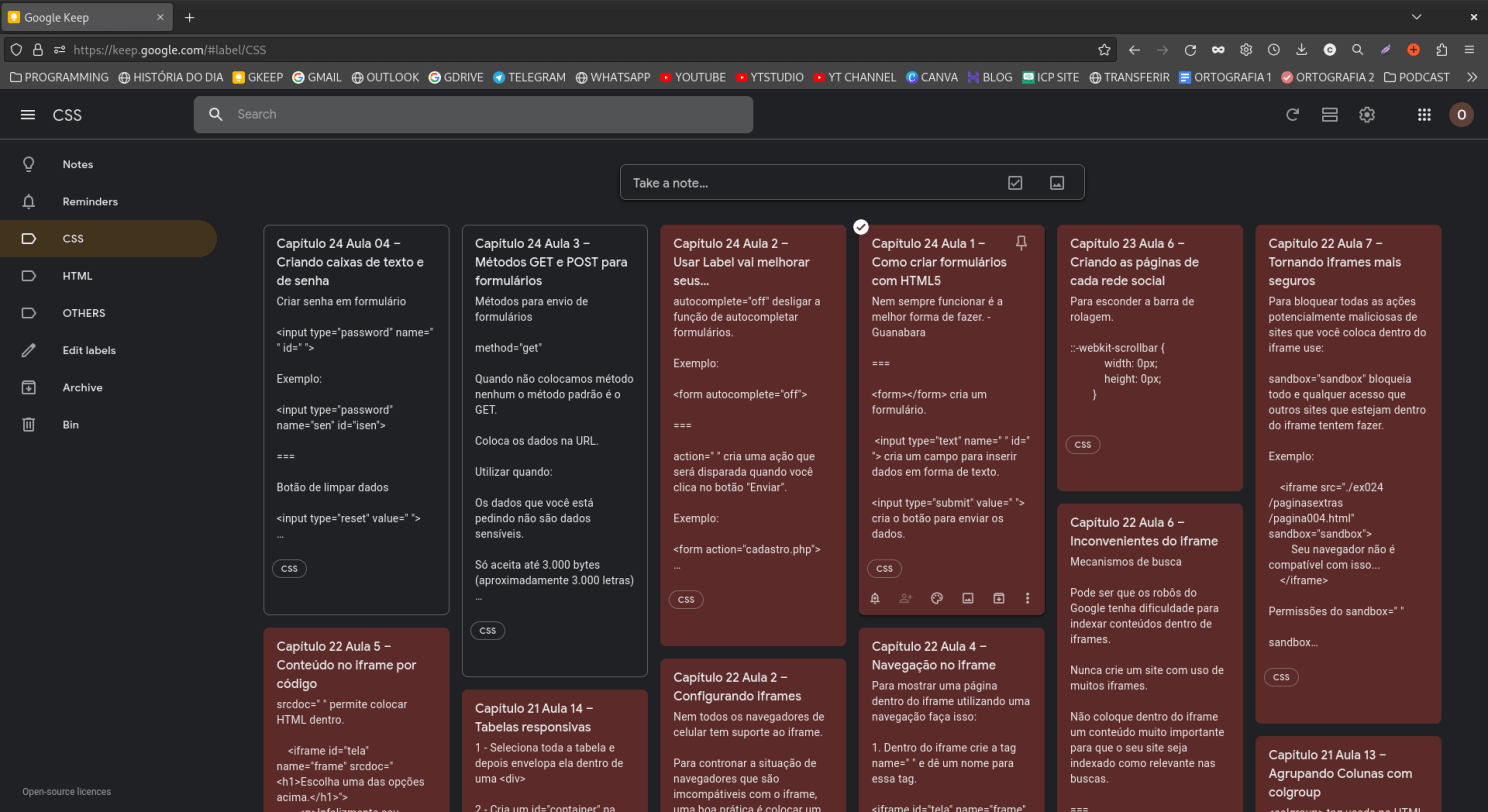 Google Keep
https://keep.google.com/#label/CSS
PROGRAMMING
HISTÓRIA DO DIA
GKEEP
GMAIL
OUTLOOK
GDRIVE
TELEGRAM
WHATSAPP
YOUTUBE
YTSTUDIO
YT CHANNEL
CANVA
BLOG
ICP SITE
TRANSFERIR
ORTOGRAFIA 1
ORTOGRAFIA 2
PODCAST
CSS
Search
O
Notes
Reminders
CSS
HTML
OTHERS
Edit labels
Archive
Bin
Open-source licences
Take a note...
Capítulo 24 Aula 04 –
Criando caixas de texto e
de senha
Criar senha em formulário
<input type="password" name="
" id=" ">
Exemplo:
<input type="password"
name="sen" id="isen">
===
Botão de limpar dados
<input type="reset" value=" ">
...
CSS
Capítulo 22 Aula 5 –
Conteúdo no iframe por
código
srcdoc=" " permite colocar
HTML dentro.
<iframe id="tela"
name="frame" srcdoc="
<h1>Escolha uma das opções
acima.</h1>">
Capítulo 24 Aula 3 –
Métodos GET e POST para
formulários
Métodos para envio de
formulários
method="get"
Quando não colocamos método
nenhum o método padrão é o
GET.
Coloca os dados na URL.
Utilizar quando:
Os dados que você está
pedindo não são dados
sensíveis.
Só aceita até 3.000 bytes
(aproximadamente 3.000 letras)
...
CSS
Capítulo 21 Aula 14 –
Tabelas responsivas
1 - Seleciona toda a tabela e
depois envelopa ela dentro de
uma <div>
2 - Cria um id="container" na
Capítulo 24 Aula 2 –
Usar Label vai melhorar
seus...
autocomplete="off" desligar a
função de autocompletar
formulários.
Exemplo:
<form autocomplete="off">
===
action=" " cria uma ação que
será disparada quando você
clica no botão "Enviar".
Exemplo:
<form action="cadastro.php">
...
CSS
Capítulo 22 Aula 2 –
Configurando iframes
Nem todos os navegadores de
celular tem suporte ao iframe.
Para contronar a situação de
navegadores que são
imcompátiveis com o iframe,
uma boa prática é colocar um
Capítulo 24 Aula 1 –
Como criar formulários
com HTML5
Nem sempre funcionar é a
melhor forma de fazer. -
Guanabara
===
<form></form> cria um
formulário.
<input type="text" name=" " id="
"> cria um campo para inserir
dados em forma de texto.
<input type="submit" value=" ">
cria o botão para enviar os
dados.
CSS
Capítulo 22 Aula 4 –
Navegação no iframe
Para mostrar uma página
dentro do iframe utilizando uma
navegação faça isso:
1. Dentro do iframe crie a tag
name=" " e dê um nome para
essa tag.
<iframe id="tela" name="frame"
Capítulo 23 Aula 6 –
Criando as páginas de
cada rede social
Para esconder a barra de
rolagem.
::-webkit-scrollbar {
width: 0px;
height: 0px;
}
CSS
Capítulo 22 Aula 6 –
Inconvenientes do Iframe
Mecanismos de busca
Pode ser que os robôs do
Google tenha dificuldade para
indexar conteúdos dentro de
iframes.
Nunca crie um site com uso de
muitos iframes.
Não coloque dentro do iframe
um conteúdo muito importante
para que o seu site seja
indexado como relevante nas
buscas.
===
Capítulo 22 Aula 7 –
Tornando iframes mais
seguros
Para bloquear todas as ações
potencialmente maliciosas de
sites que você coloca dentro do
iframe use:
sandbox="sandbox" bloqueia
todo e qualquer acesso que
outros sites que estejam dentro
do iframe tentem fazer.
Exemplo:
<iframe src="./ex024
/paginasextras
/pagina004.html"
sandbox="sandbox">
Seu navegador não é
compatível com isso...
</iframe>
Permissões do sandbox=" "
sandbox...
CSS
Capítulo 21 Aula 13 –
Agrupando Colunas com
colgroup